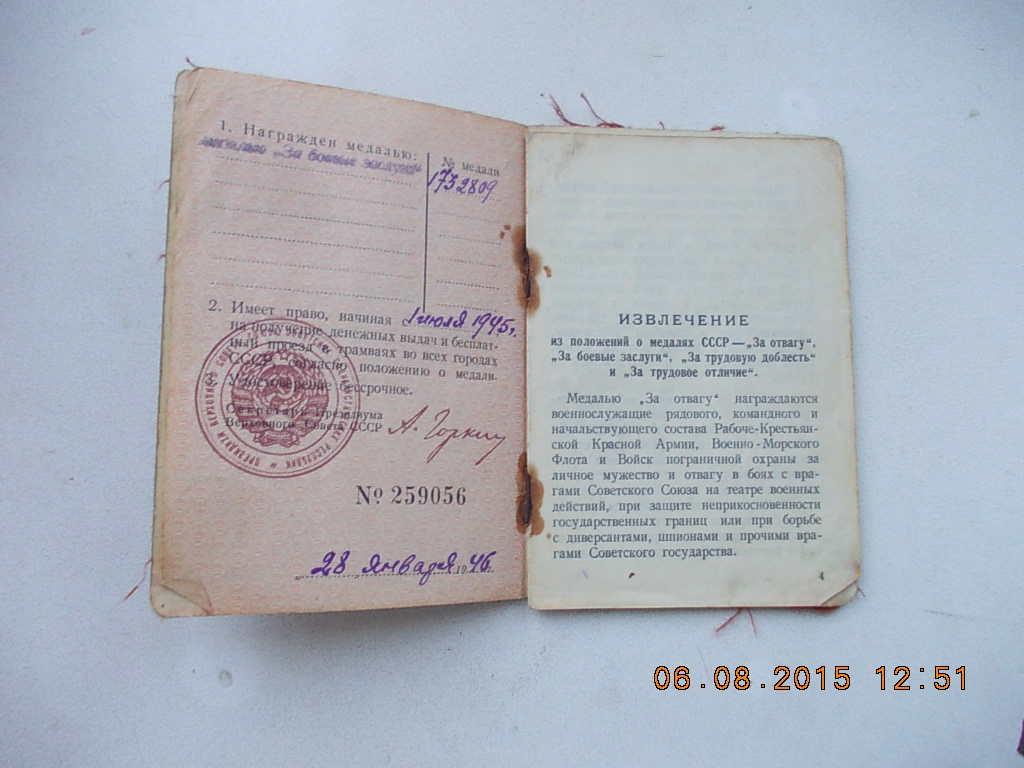 1. Награжден медалью:
№ медали
медалью „За боевые заслуги“
1732809
2. Имеет право, начиная с 1 июля 1945 г.
на получение денежных выдач и бесплат-
ный проезд в трамваях во всех городах
СССР согласно положению о медали.
Удостоверение бессрочное.
Секретарь Президиума
Верховного Совета СССР А. Горкин
№ 259056
„28 января 1946 г.
ИЗВЛЕЧЕНИЕ
из положений о медалях СССР—„За отвагу“,
„За боевые заслуги“, „За трудовую доблесть“
и „За трудовое отличие“.
Медалью „За отвагу“ награждаются
военнослужащие рядового, командного и
начальствующего состава Рабоче-Крестьян-
ской Красной Армии, Военно-Морского
Флота и Войск пограничной охраны за
личное мужество и отвагу в боях с вра-
гами Советского Союза на театре военных
действий, при защите неприкосновенности
государственных границ или при борьбе
с диверсантами, шпионами и прочими вра-
гами Советского государства.
4
06.08.2015 12:51